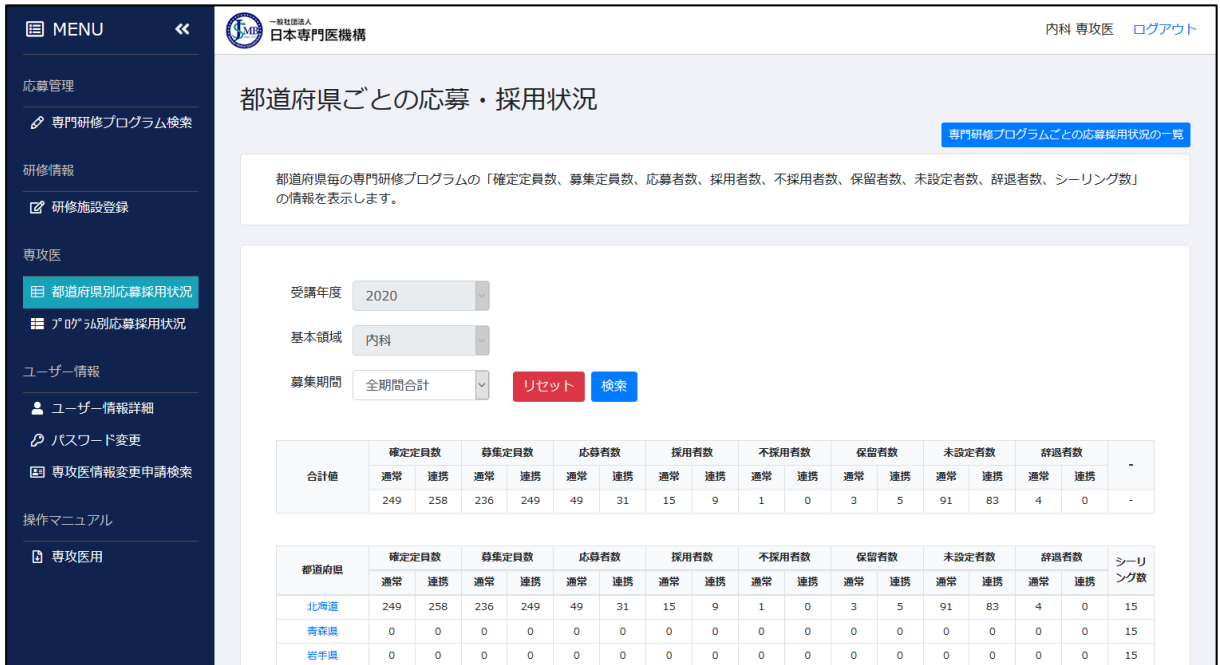 MENU
応募管理
専門研修プログラム検索
研修情報
研修施設登録
専攻医
都道府県別応募採用状況
ﾌﾟﾛｸﾞﾗﾑ別応募採用状況
ユーザー情報
ユーザー情報詳細
パスワード変更
専攻医情報変更申請検索
操作マニュアル
専攻医用
JMB
一般社団法人
日本専門医機構
内科 専攻医 ログアウト
都道府県ごとの応募・採用状況
専門研修プログラムごとの応募採用状況の一覧
都道府県毎の専門研修プログラムの「確定定員数、募集定員数、応募者数、採用者数、不採用者数、保留者数、未設定者数、辞退者数、シーリング数」
の情報を表示します。
受講年度 2020
基本領域 内科
募集期間 全期間合計 リセット 検索
合計値 確定定員数 募集定員数 応募者数 採用者数 不採用者数 保留者数 未設定者数 辞退者数 -
通常 連携 通常 連携 通常 連携 通常 連携 通常 連携 通常 連携 通常 連携 通常 連携
249 258 236 249 49 31 15 9 1 0 3 5 91 83 4 0 -
都道府県 確定定員数 募集定員数 応募者数 採用者数 不採用者数 保留者数 未設定者数 辞退者数 シーリ
ング数
通常 連携 通常 連携 通常 連携 通常 連携 通常 連携 通常 連携 通常 連携 通常 連携
北海道 249 258 236 249 49 31 15 9 1 0 3 5 91 83 4 0 15
青森県 0 0 0 0 0 0 0 0 0 0 0 0 0 0 0 0 15
岩手県 0 0 0 0 0 0 0 0 0 0 0 0 0 0 0 0 15